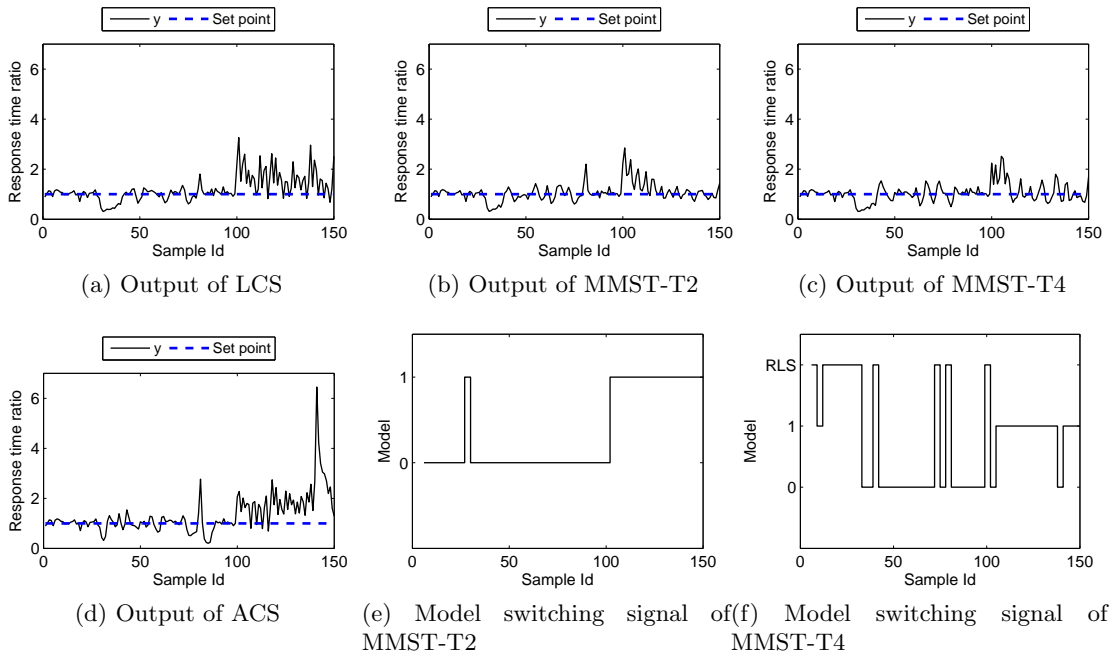 y Set point
Response time ratio
6
4
2
0
0 50 100 150
Sample Id
(a) Output of LCS
y Set point
Response time ratio
6
4
2
0
0 50 100 150
Sample Id
(b) Output of MMST-T2
y Set point
Response time ratio
6
4
2
0
0 50 100 150
Sample Id
(c) Output of MMST-T4
y Set point
Response time ratio
6
4
2
0
0 50 100 150
Sample Id
(d) Output of ACS
Model
1
0
0 50 100 150
Sample Id
(e) Model switching signal of
MMST-T2
Model
RLS
1
0
0 50 100 150
Sample Id
(f) Model switching signal of
MMST-T4